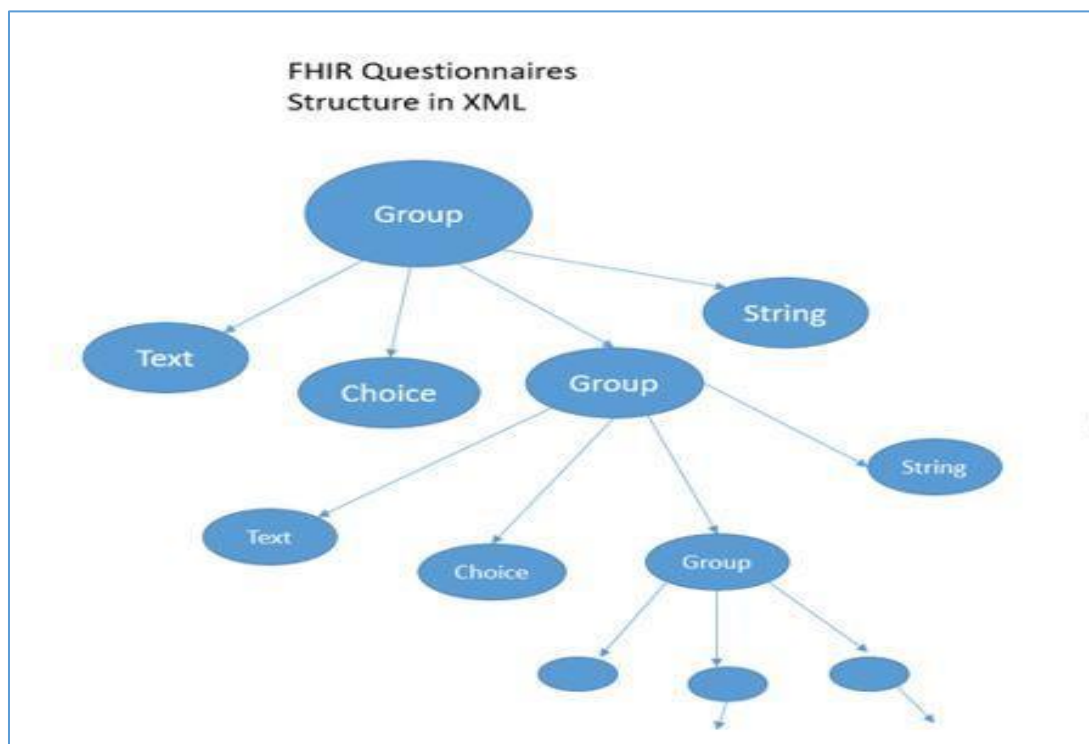 FHIR Questionnaires
Structure in XML
Group
String
Text
Choice
Group
String
Text
Choice
Group